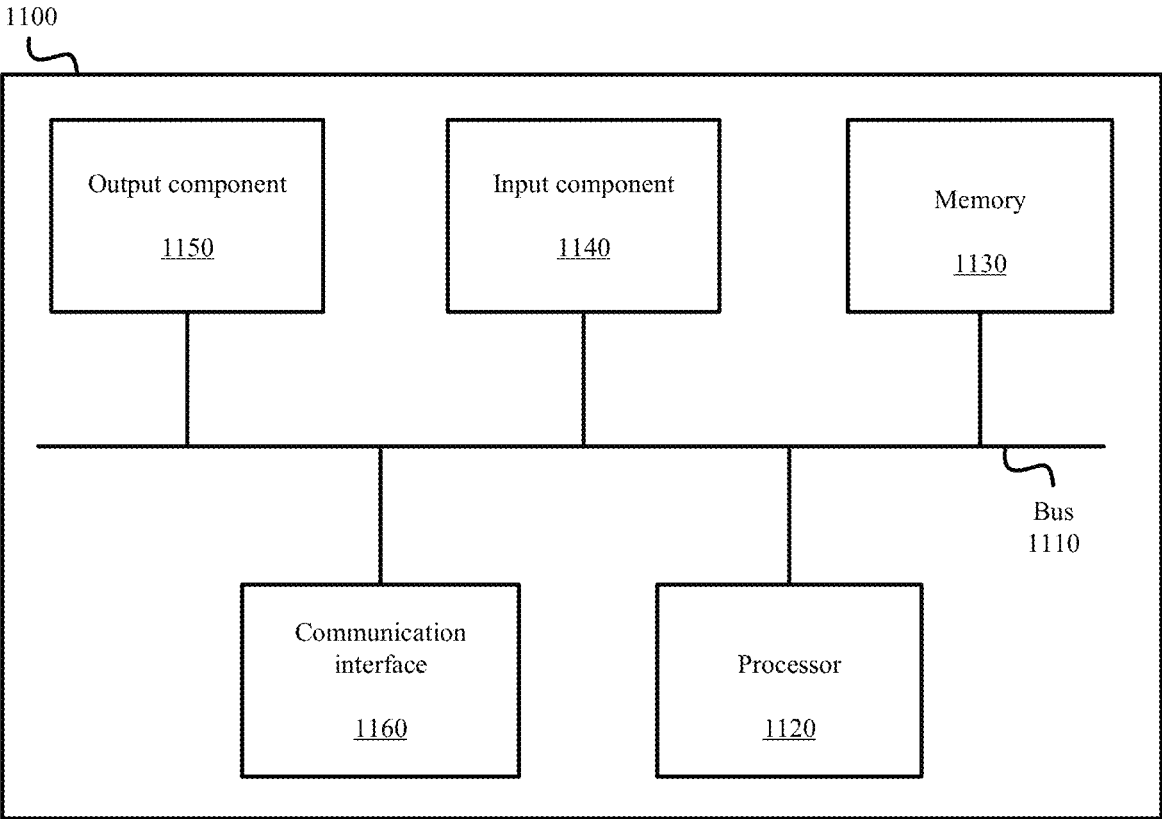 1100
Output component
1150
Input component
1140
Memory
1130
Bus
1110
Communication
interface
1160
Processor
1120